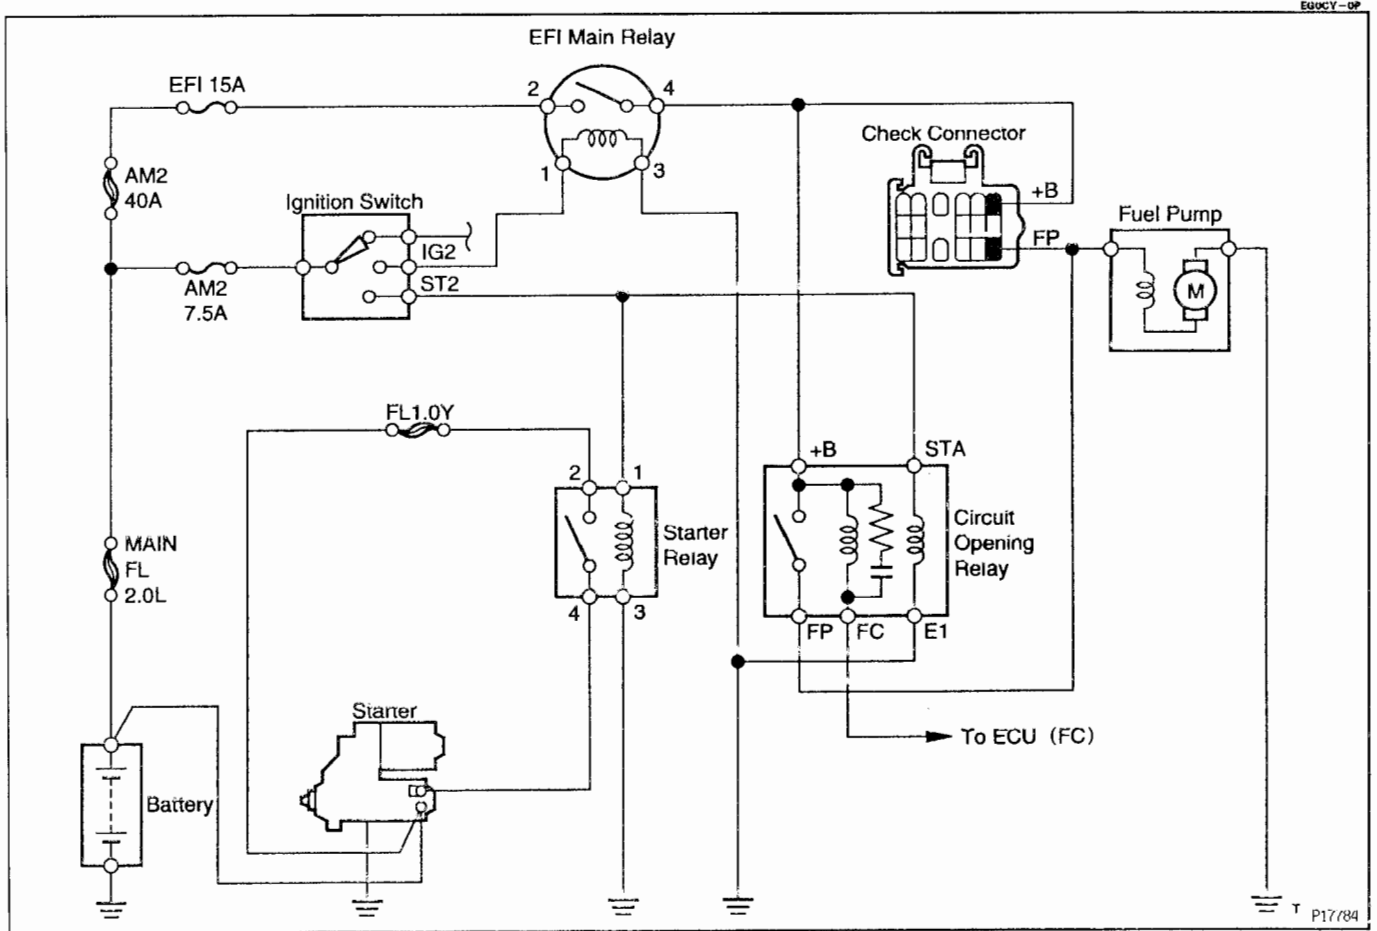 EG0CY-0P
EFI Main Relay
EFI 15A
2
4
1
3
Check Connector
+B
FP
AM2
40A
Ignition Switch
IG2
ST2
AM2
7.5A
Fuel Pump
M
FL1.0Y
2
1
Starter
Relay
4
3
+B
STA
Circuit
Opening
Relay
FP
FC
E1
MAIN
FL
2.0L
To ECU (FC)
Starter
Battery
T
P17784